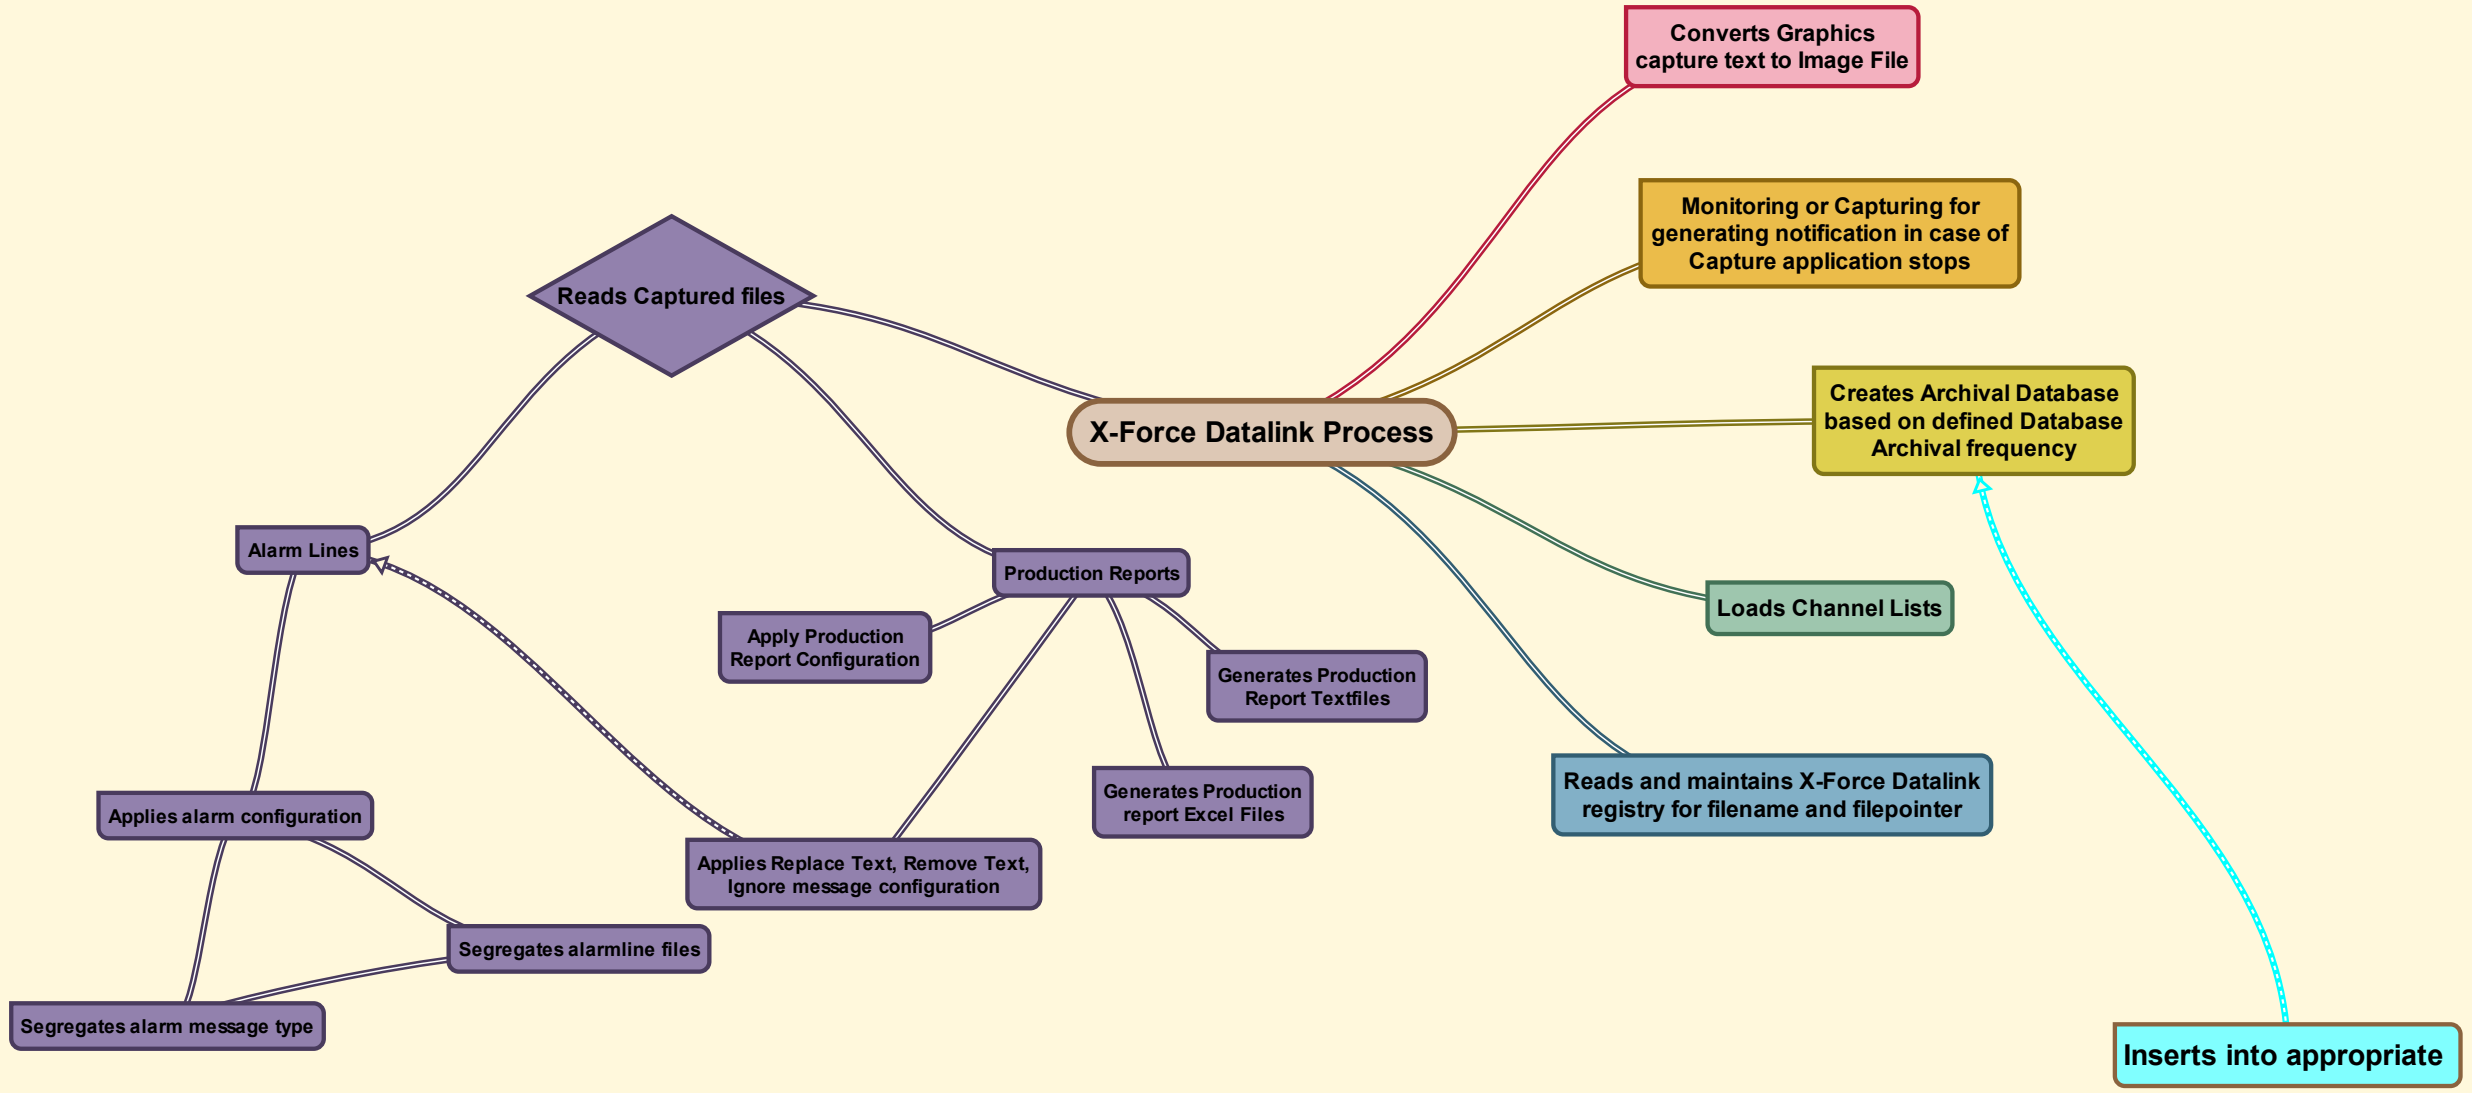 Converts Graphics
capture text to Image File
Monitoring or Capturing for
generating notification in case of
Capture application stops
Reads Captured files
Creates Archival Database
based on defined Database
Archival frequency
X-Force Datalink Process
Alarm Lines
Production Reports
Loads Channel Lists
Apply Production
Report Configuration
Generates Production
Report Textfiles
Reads and maintains X-Force Datalink
registry for filename and filepointer
Generates Production
report Excel Files
Applies alarm configuration
Applies Replace Text, Remove Text,
Ignore message configuration
Segregates alarmline files
Segregates alarm message type
Inserts into appropriate